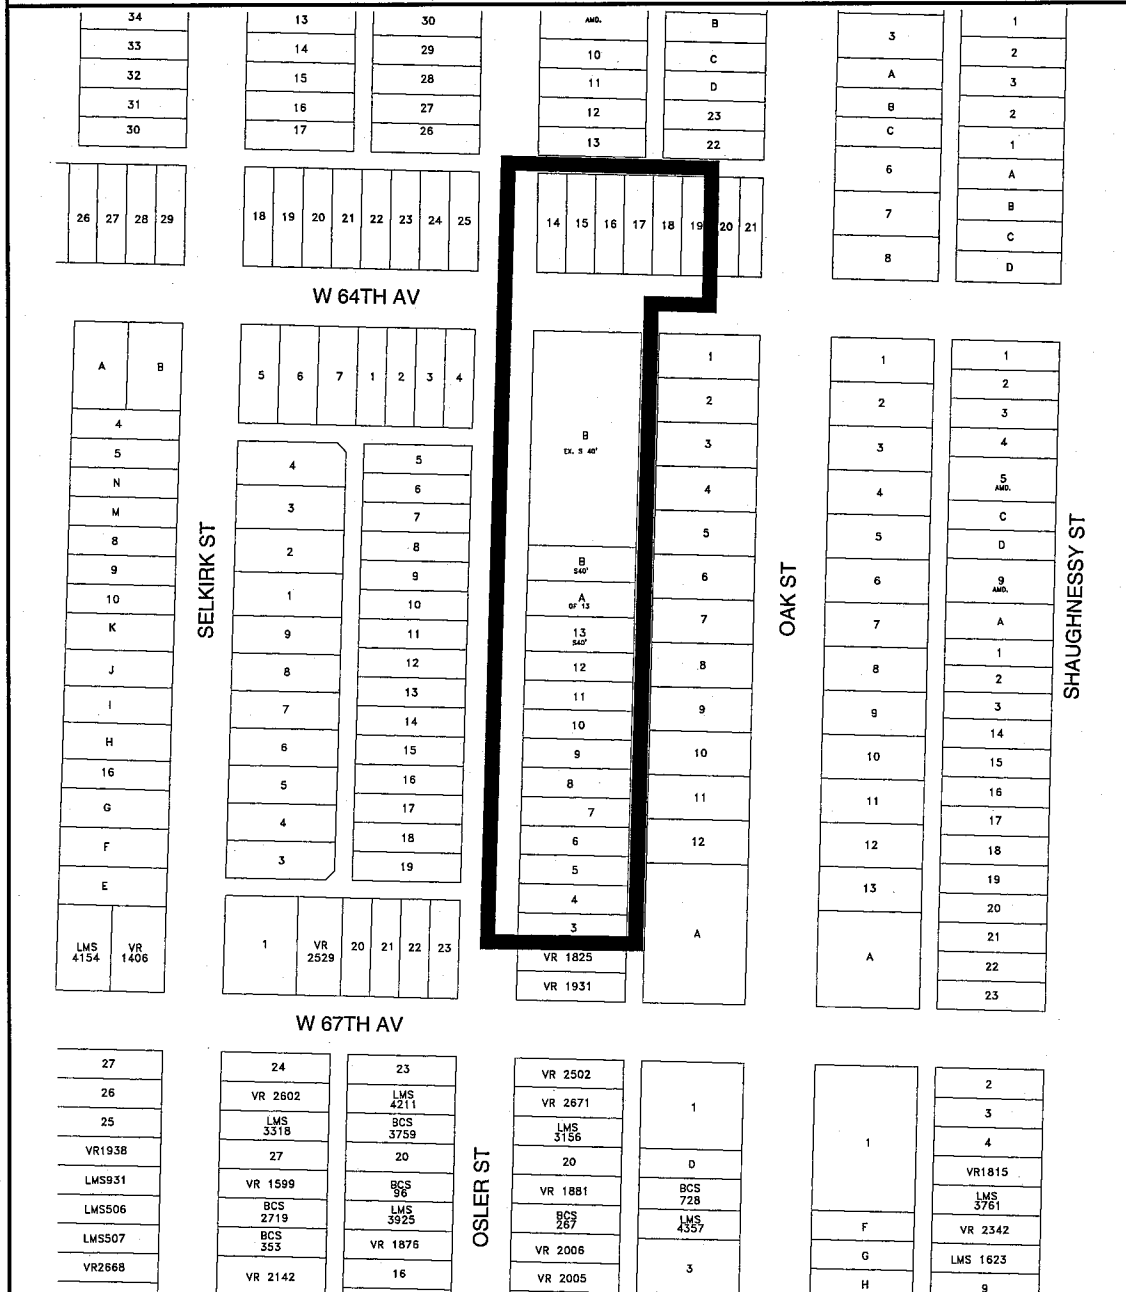 34
33
32
31
30
13
14
15
16
17
30
29
28
27
26
AMD.
10
11
12
13
B
C
D
23
22
3
A
B
C
6
7
8
1
2
3
2
1
A
B
C
D
26 27 28 29
18 19 20 21 22 23 24 25
14 15 16 17 18 19 20 21
W 64TH AV
A B
4
5
N
M
8
9
10
K
J
I
H
16
G
F
E
LMS
4154
VR
1406
SELKIRK ST
5 6 7 1 2 3 4
4
3
2
1
9
8
7
6
5
4
3
5
6
7
8
9
10
11
12
13
14
15
16
17
18
19
1
VR
2529
20 21 22 23
B
EX. S 40'
B
S40'
A
OF 13
13
S40'
12
11
10
9
8
7
6
5
4
3
VR 1825
VR 1931
1
2
3
4
5
6
7
8
9
10
11
12
A
OAK ST
1
2
3
4
5
6
7
8
9
10
11
12
13
A
1
2
3
4
5
AMD.
C
D
9
AMD.
A
1
2
3
14
15
16
17
18
19
20
21
22
23
SHAUGHNESSY ST
W 67TH AV
27
26
25
VR1938
LMS931
LMS506
LMS507
VR2668
24
VR 2602
LMS
3318
27
VR 1599
BCS
2719
BCS
353
VR 2142
23
LMS
4211
BCS
3759
20
BCS
96
LMS
3925
VR 1876
16
OSLER ST
VR 2502
VR 2671
LMS
3156
20
VR 1881
BCS
267
VR 2006
VR 2005
1
D
BCS
728
LMS
4357
3
1
F
G
H
2
3
4
VR1815
LMS
3761
VR 2342
LMS 1623
9